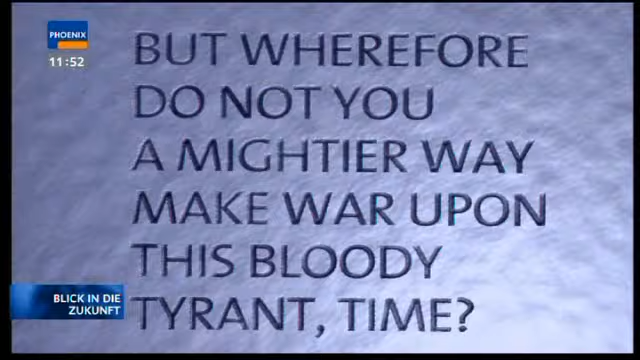 PHOENIX
11:52
BUT WHEREFORE
DO NOT YOU
A MIGHTIER WAY
MAKE WAR UPON
THIS BLOODY
TYRANT, TIME?
BLICK IN DIE
ZUKUNFT